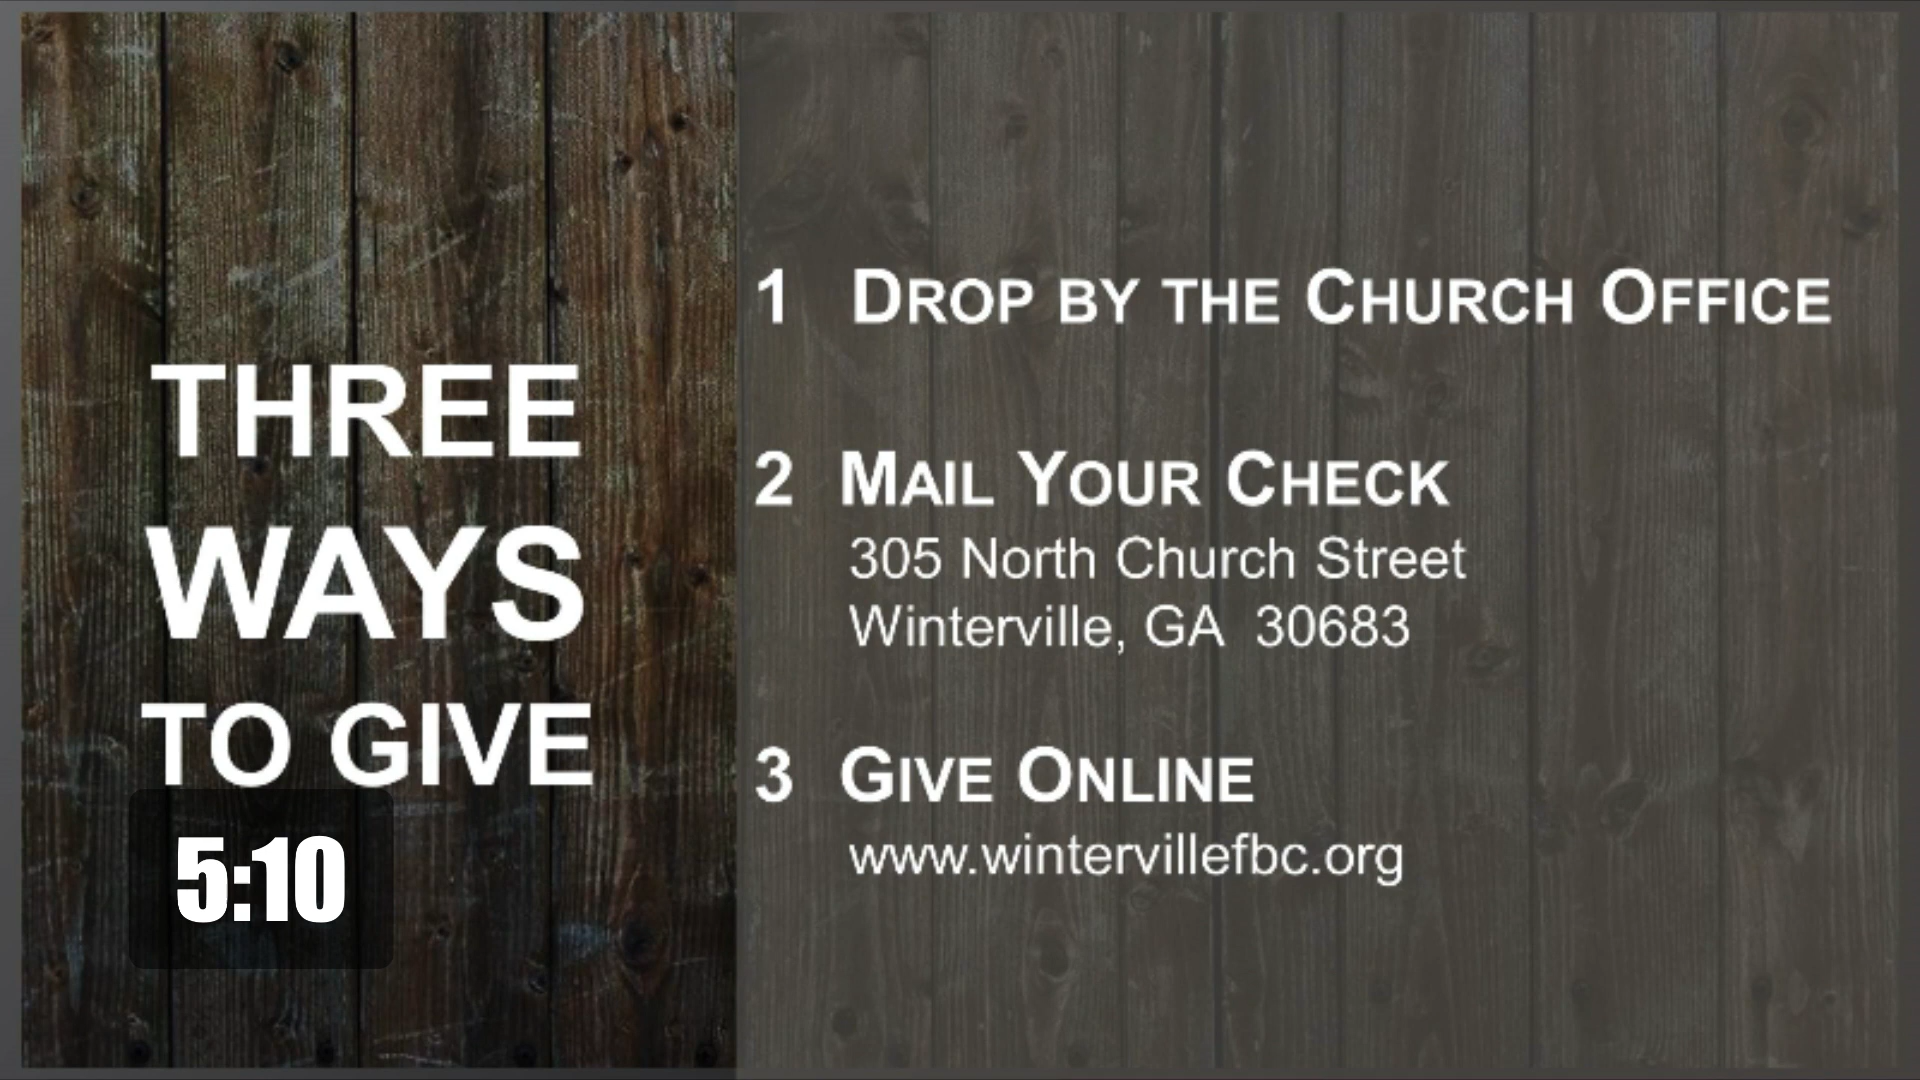 THREE
WAYS
TO GIVE
5:10
1 DROP BY THE CHURCH OFFICE
2 MAIL YOUR CHECK
305 North Church Street
Winterville, GA 30683
3 GIVE ONLINE
www.wintervillefbc.org